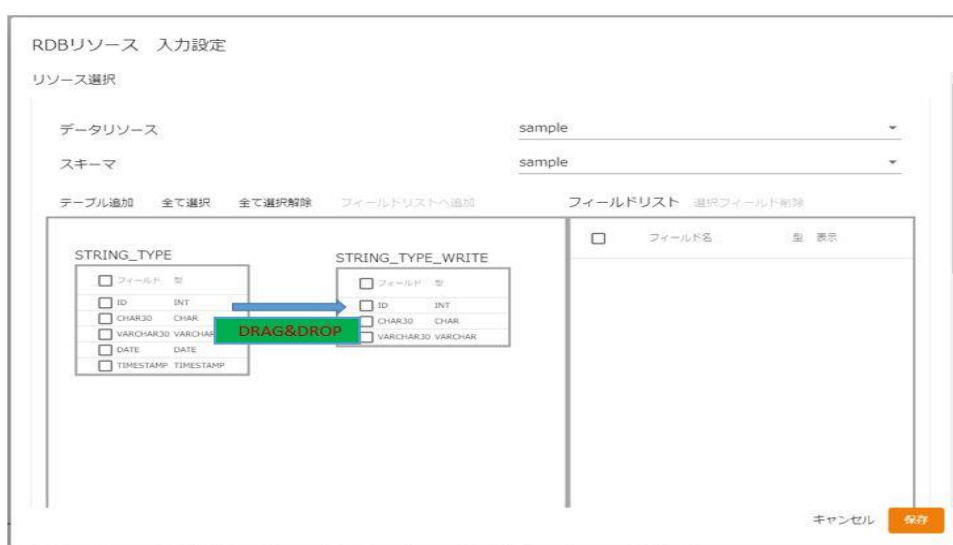 RDBリソース 入力設定
リソース選択
データリソース sample
スキーマ sample
テーブル追加 全て選択 全て選択解除 フィールドリストへ追加 フィールドリスト 選択フィールド削除
フィールド名 型 表示
STRING_TYPE
フィールド 型
ID INT
CHAR30 CHAR
VARCHAR30 VARCHAR
DATE DATE
TIMESTAMP TIMESTAMP
DRAG&DROP
STRING_TYPE_WRITE
フィールド 型
ID INT
CHAR30 CHAR
VARCHAR30 VARCHAR
キャンセル 保存